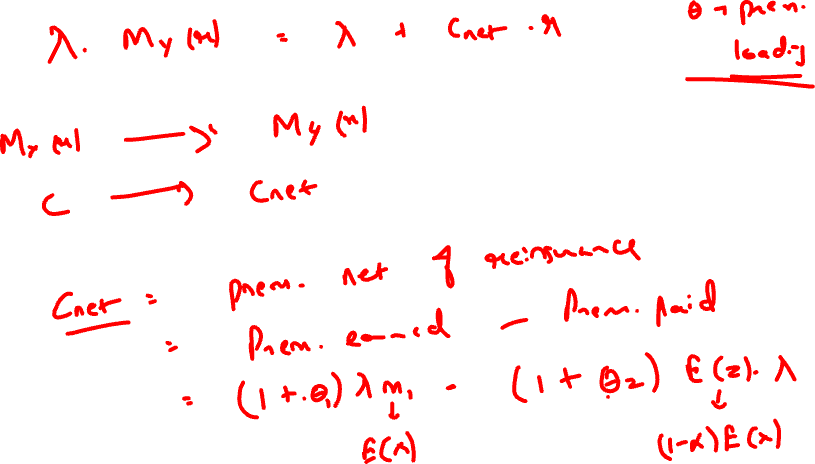 λ. My(r) = λ + Cnet . r
θ → prem.
loading
Mx(r) → My(r)
C → Cnet
Cnet = prem. net of reinsurance
= Prem. earned - Prem. paid
= (1+θ1) λ m1 - (1+θ2) E(z). λ
↓ ↓
E(x) (1-α)E(x)